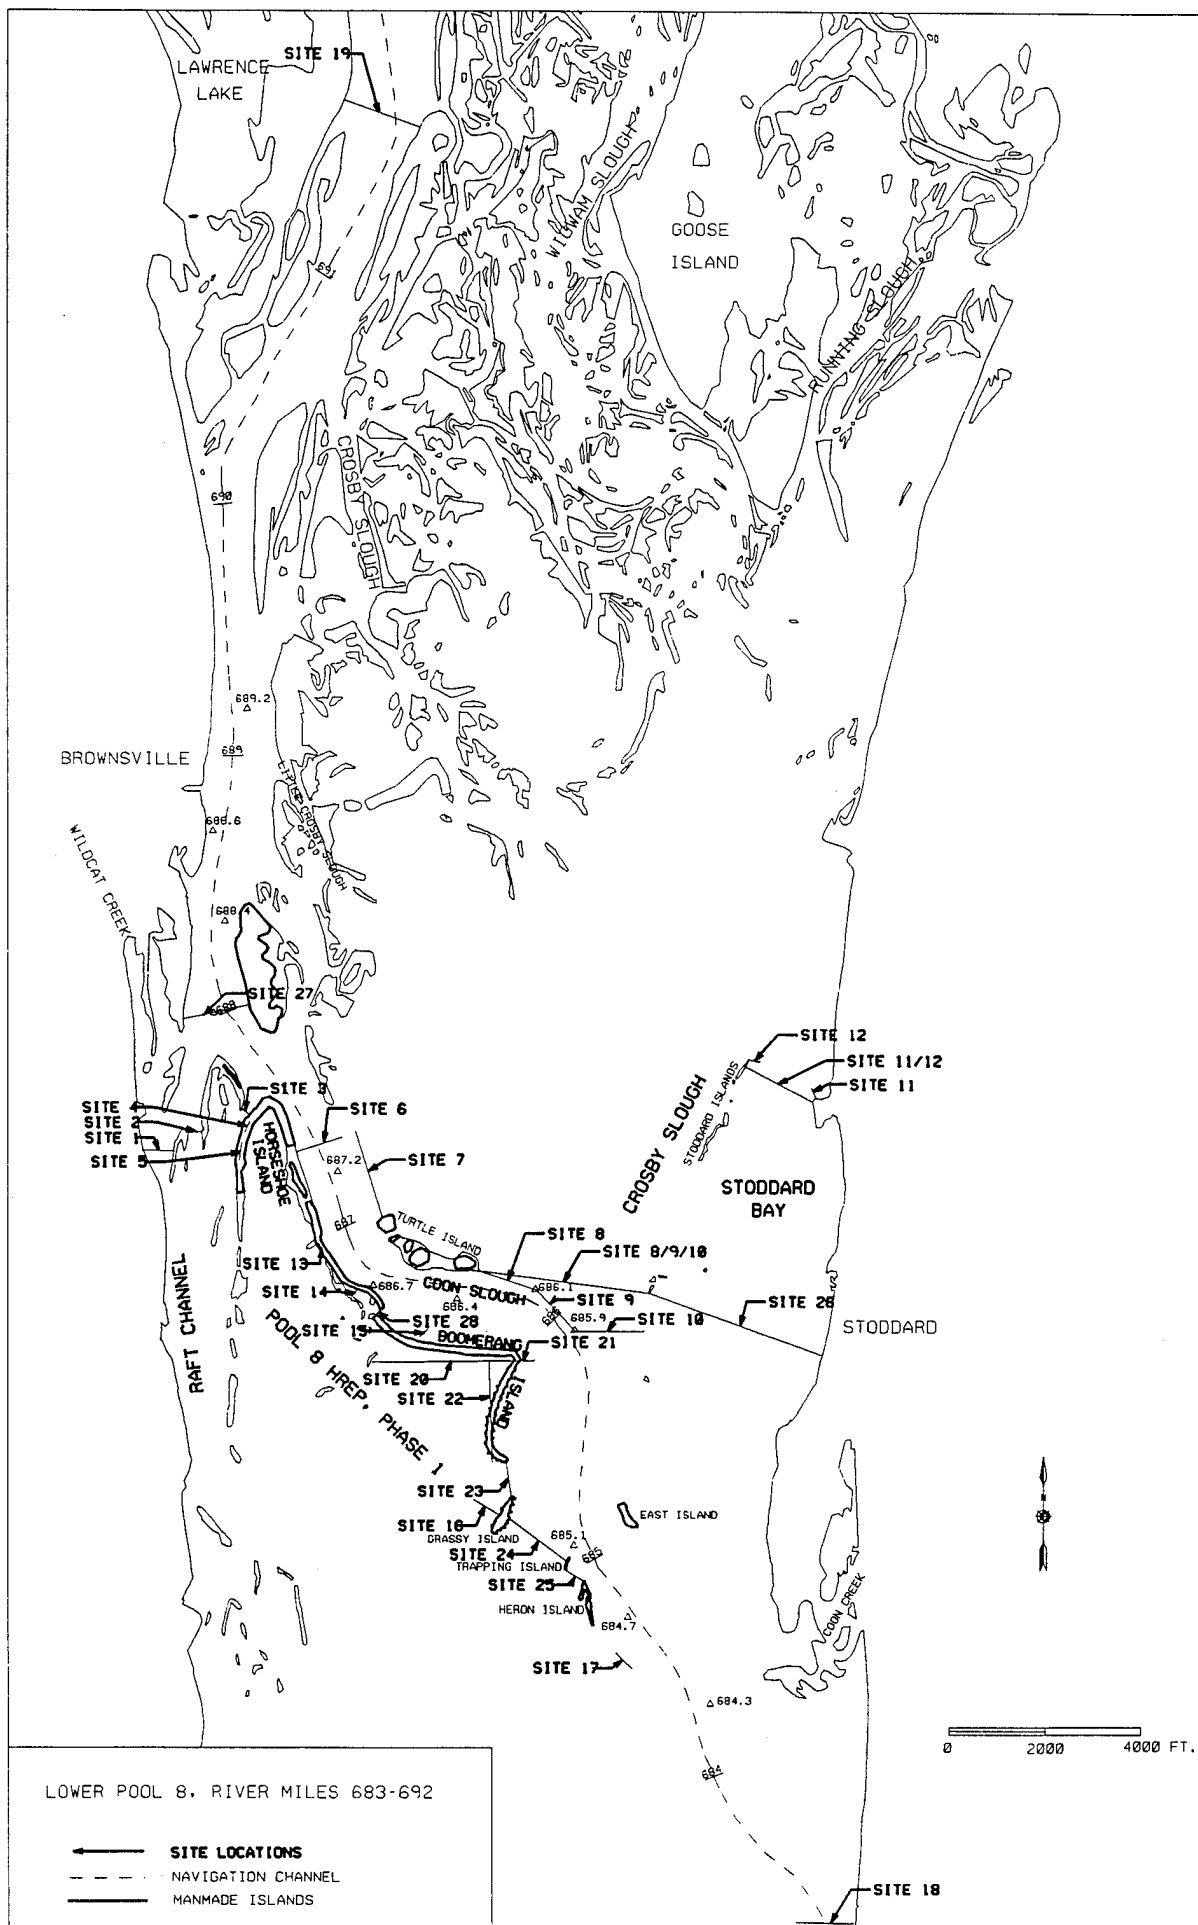 SITE 19
LAWRENCE
LAKE
WIGWAM SLOUGH
GOOSE
ISLAND
RUNNING SLOUGH
691
690
CROSBY SLOUGH
689.2
689
BROWNSVILLE
LITTLE CROSBY SLOUGH
688.6
WILDCAT CREEK
688.4
SITE 27
688
SITE 12
SITE 11/12
SITE 11
STODDARD ISLANDS
CROSBY SLOUGH
SITE 3
SITE 4
SITE 2
SITE 1
SITE 5
SITE 6
HORSESHOE
ISLAND
687.2
SITE 7
STODDARD
BAY
687
TURTLE ISLAND
SITE 8
SITE 8/9/10
SITE 13
RAFT CHANNEL
COON SLOUGH
686.7
686.1
SITE 14
686.4
SITE 9
686
685.9
SITE 10
SITE 26
STODDARD
SITE 28
SITE 15
BOOMERANG
ISLAND
SITE 21
POOL 8 HREP, PHASE 1
SITE 20
SITE 22
SITE 23
SITE 16
GRASSY ISLAND
EAST ISLAND
685.1
685
SITE 24
TRAPPING ISLAND
SITE 25
HERON ISLAND
684.7
COON CREEK
SITE 17
684.3
684
N
0 2000 4000 FT.
LOWER POOL 8, RIVER MILES 683-692
SITE LOCATIONS
NAVIGATION CHANNEL
MANMADE ISLANDS
SITE 18